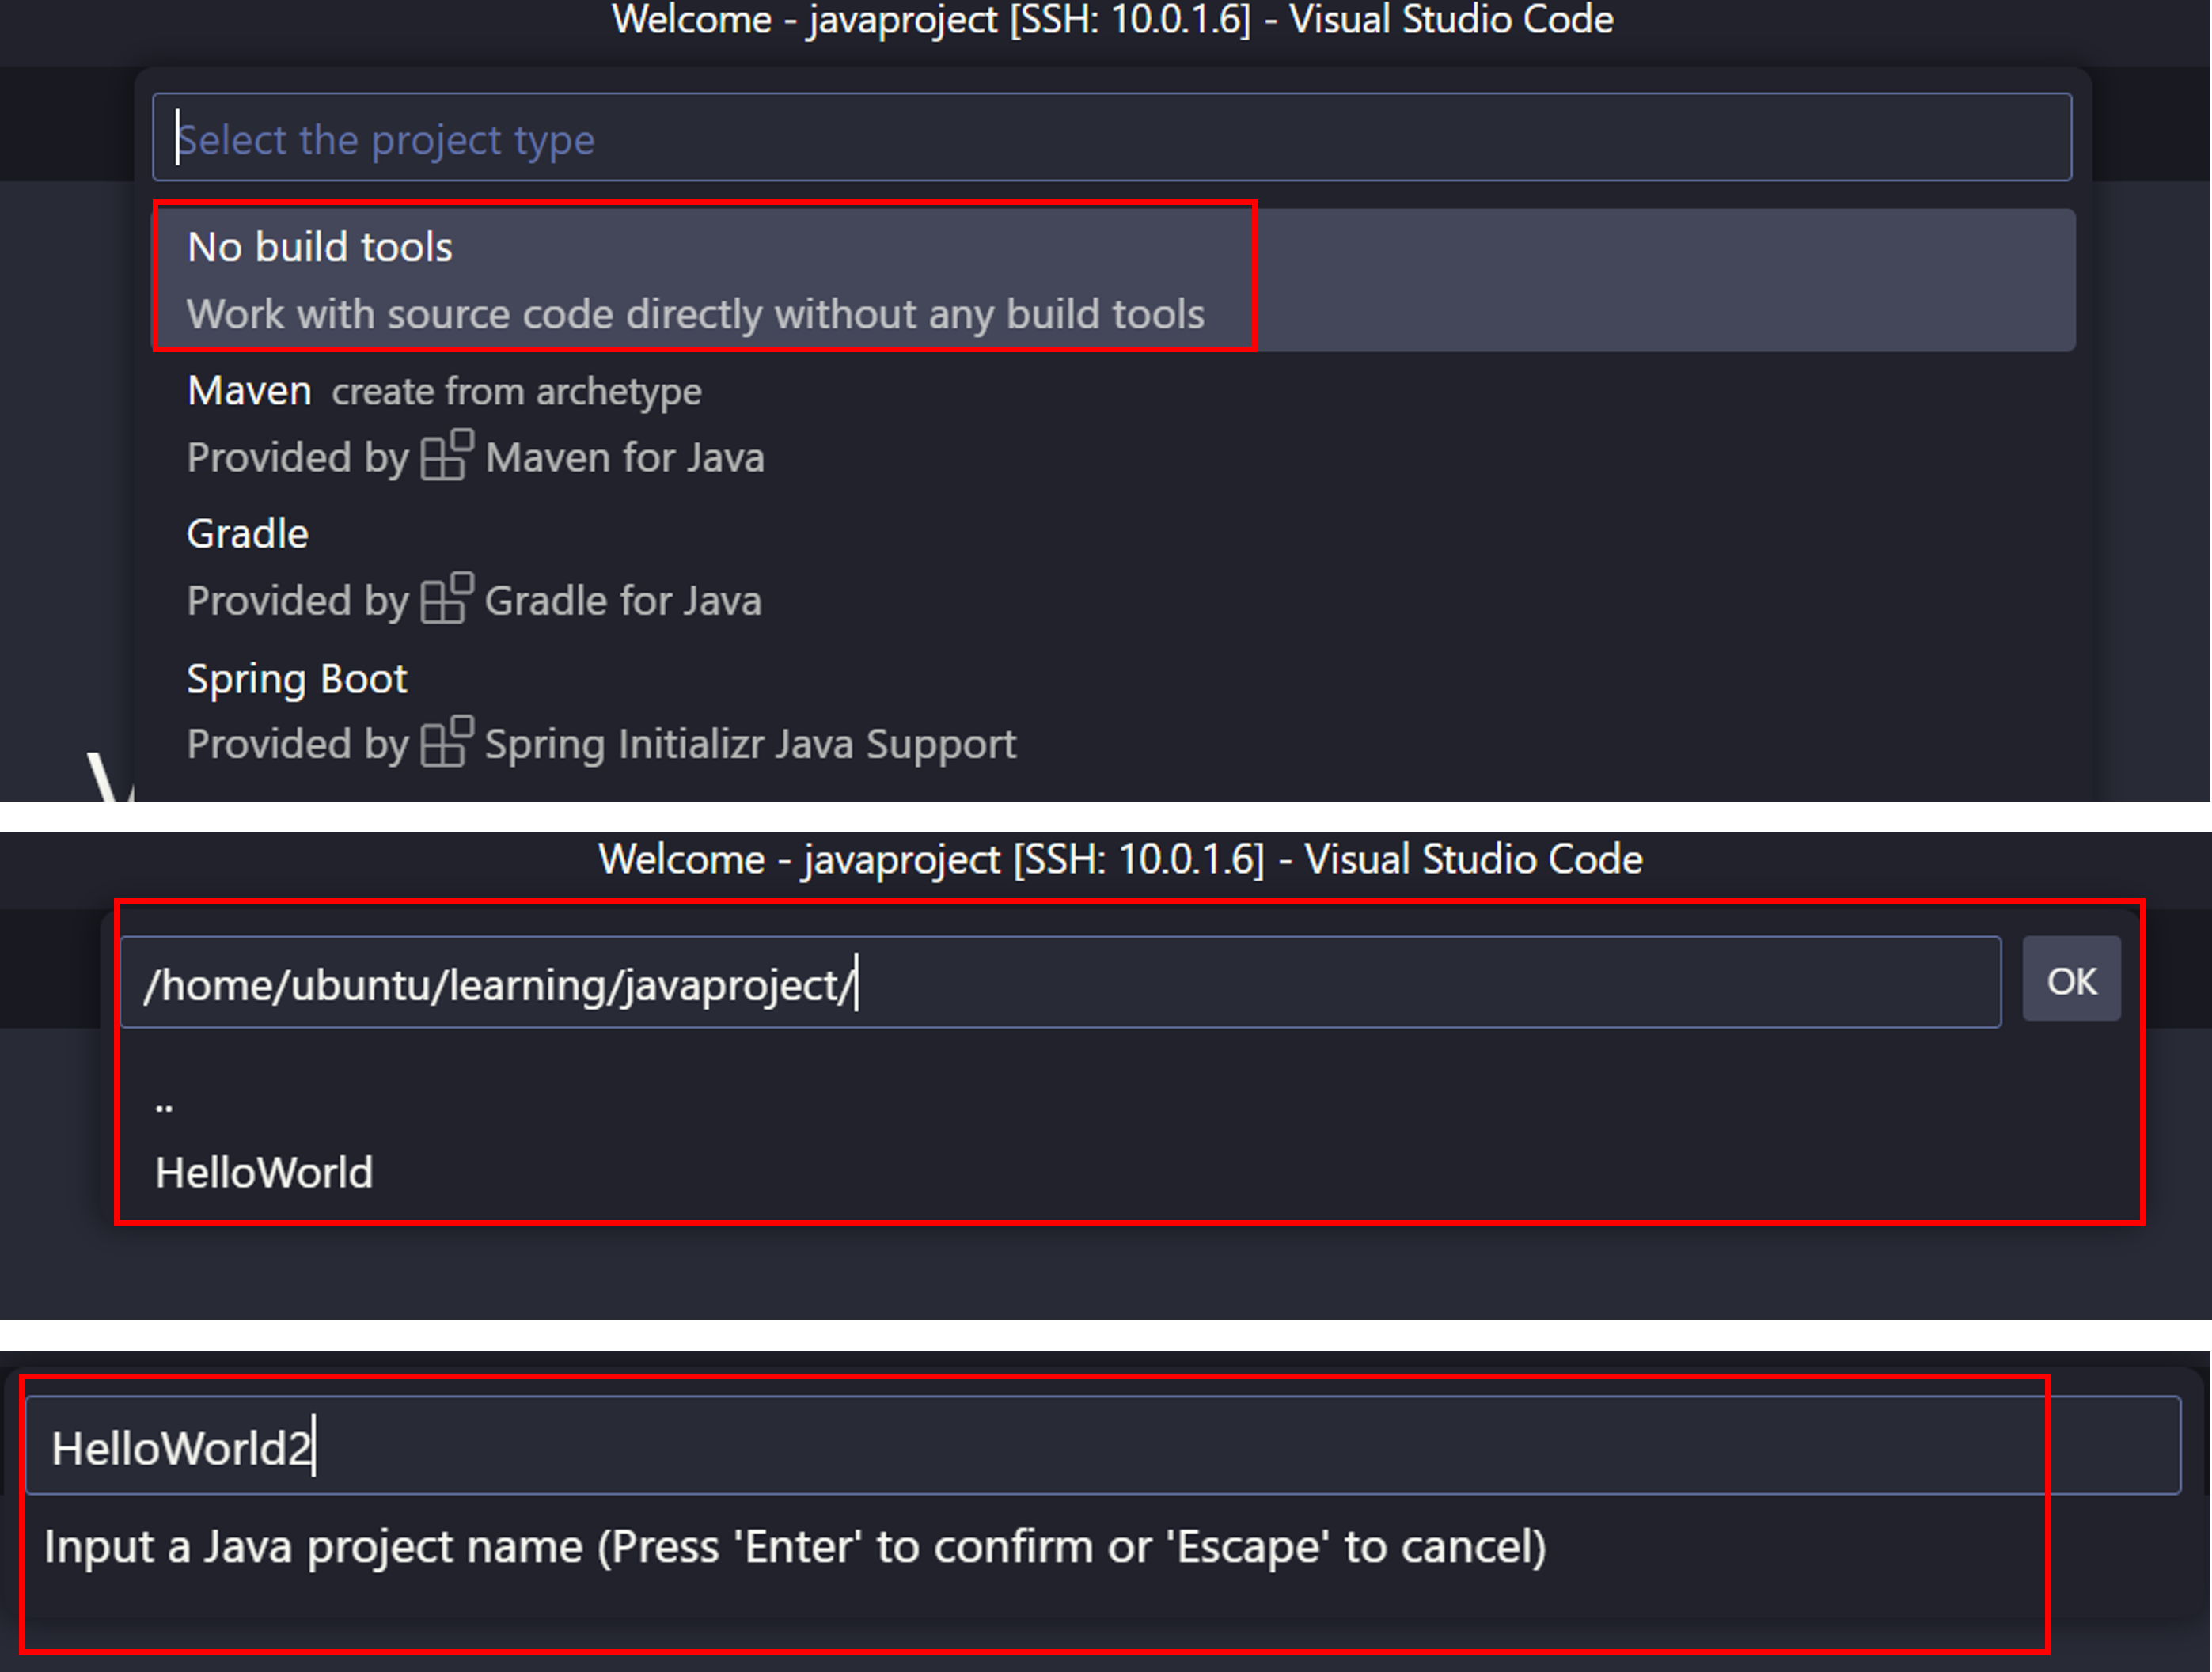 Welcome - javaproject [SSH: 10.0.1.6] - Visual Studio Code
Select the project type
No build tools
Work with source code directly without any build tools
Maven create from archetype
Provided by Maven for Java
Gradle
Provided by Gradle for Java
Spring Boot
Provided by Spring Initializr Java Support
Welcome - javaproject [SSH: 10.0.1.6] - Visual Studio Code
/home/ubuntu/learning/javaproject/
OK
..
HelloWorld
HelloWorld2
Input a Java project name (Press 'Enter' to confirm or 'Escape' to cancel)